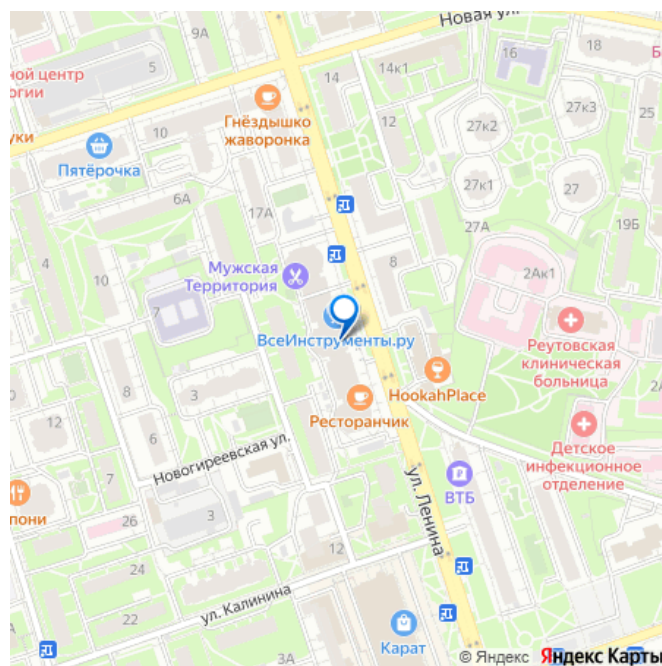 Новая ул.
9А
18
Б
16
5
ной центр
огии
14
14к1
Гнёздышко
жаворонка
27к3
25
уки
10
12
27к2
Пятёрочка
27к1
27
6А
17А
27А
19Б
8
2Ак1
10
Мужская
Территория
7
ВсеИнструменты.ру
Реутовская
клиническая
больница
3
HookahPlace
8
Ресторанчик
Новогиреевская ул.
6
Детское
инфекционное
отделение
7
ул. Ленина
ВТБ
пони
26
3
12
24
ул. Калинина
22
Карат
3А
© Яндекс Яндекс Карты